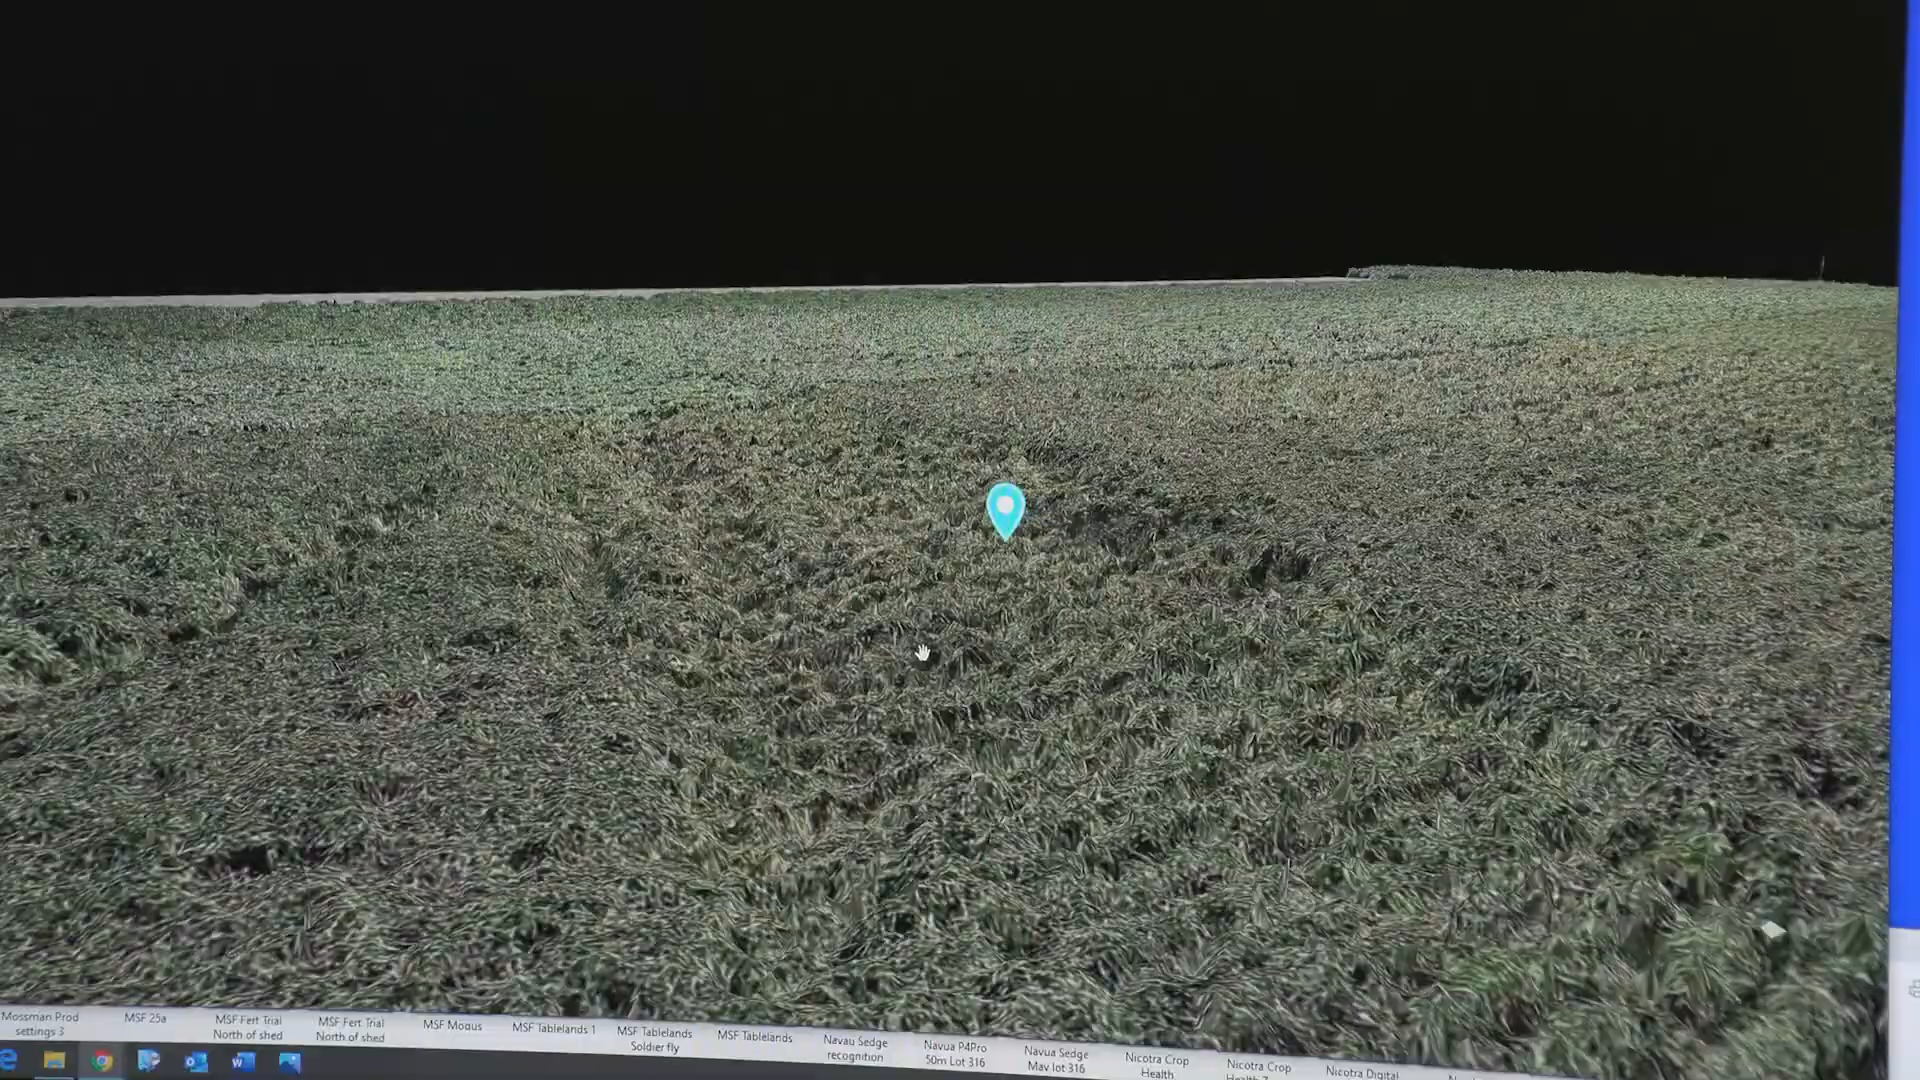 Mossman Prod
settings 3
MSF 25a
MSF Fert Trial
North of shed
MSF Fert Trial
North of shed
MSF Mogus
MSF Tablelands 1
MSF Tablelands
Soldier fly
MSF Tablelands
Navau Sedge
recognition
Navua P4Pro
50m Lot 316
Navua Sedge
May lot 316
Nicotra Crop
Health
Nicotra Crop
Nicotra Digital